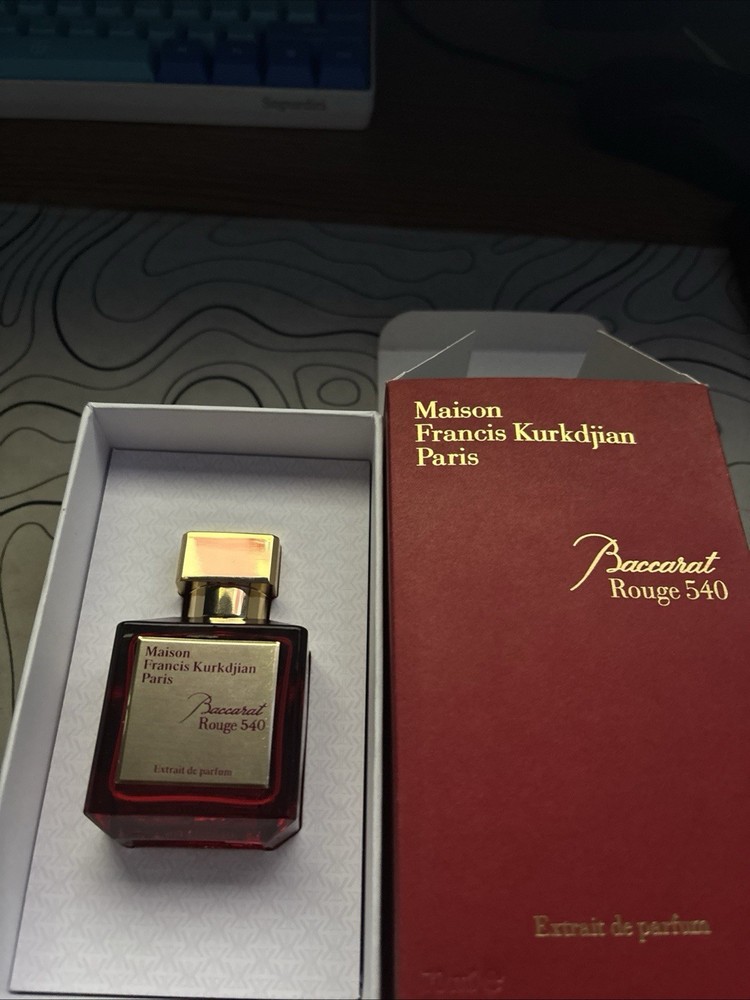 Maison
Francis Kurkdjian
Paris
Baccarat
Rouge 540
Extrait de parfum
Maison
Francis Kurkdjian
Paris
Baccarat
Rouge 540
Extrait de parfum